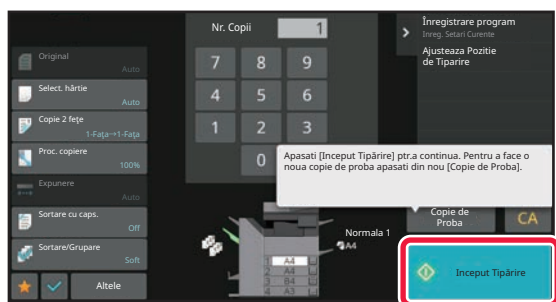 Nr. Copii
1
Original
Auto
Select. hârtie
Auto
Copie 2 fețe
1-Fața→1-Fața
Proc. copiere
100%
Expunere
Auto
Sortare cu caps.
Off
Sortare/Grupare
Soft
Altele
7 8 9
4 5 6
1 2 3
0
Înregistrare program
Inreg. Setari Curente
Ajusteaza Pozitie
de Tiparire
Apasati [Inceput Tipărire] ptr.a continua. Pentru a face o
noua copie de proba apasati din nou [Copie de Proba].
Normala 1
A4
1 A4
2 A4
3 B4
4 A3
Copie de
Proba
CA
Inceput Tipărire